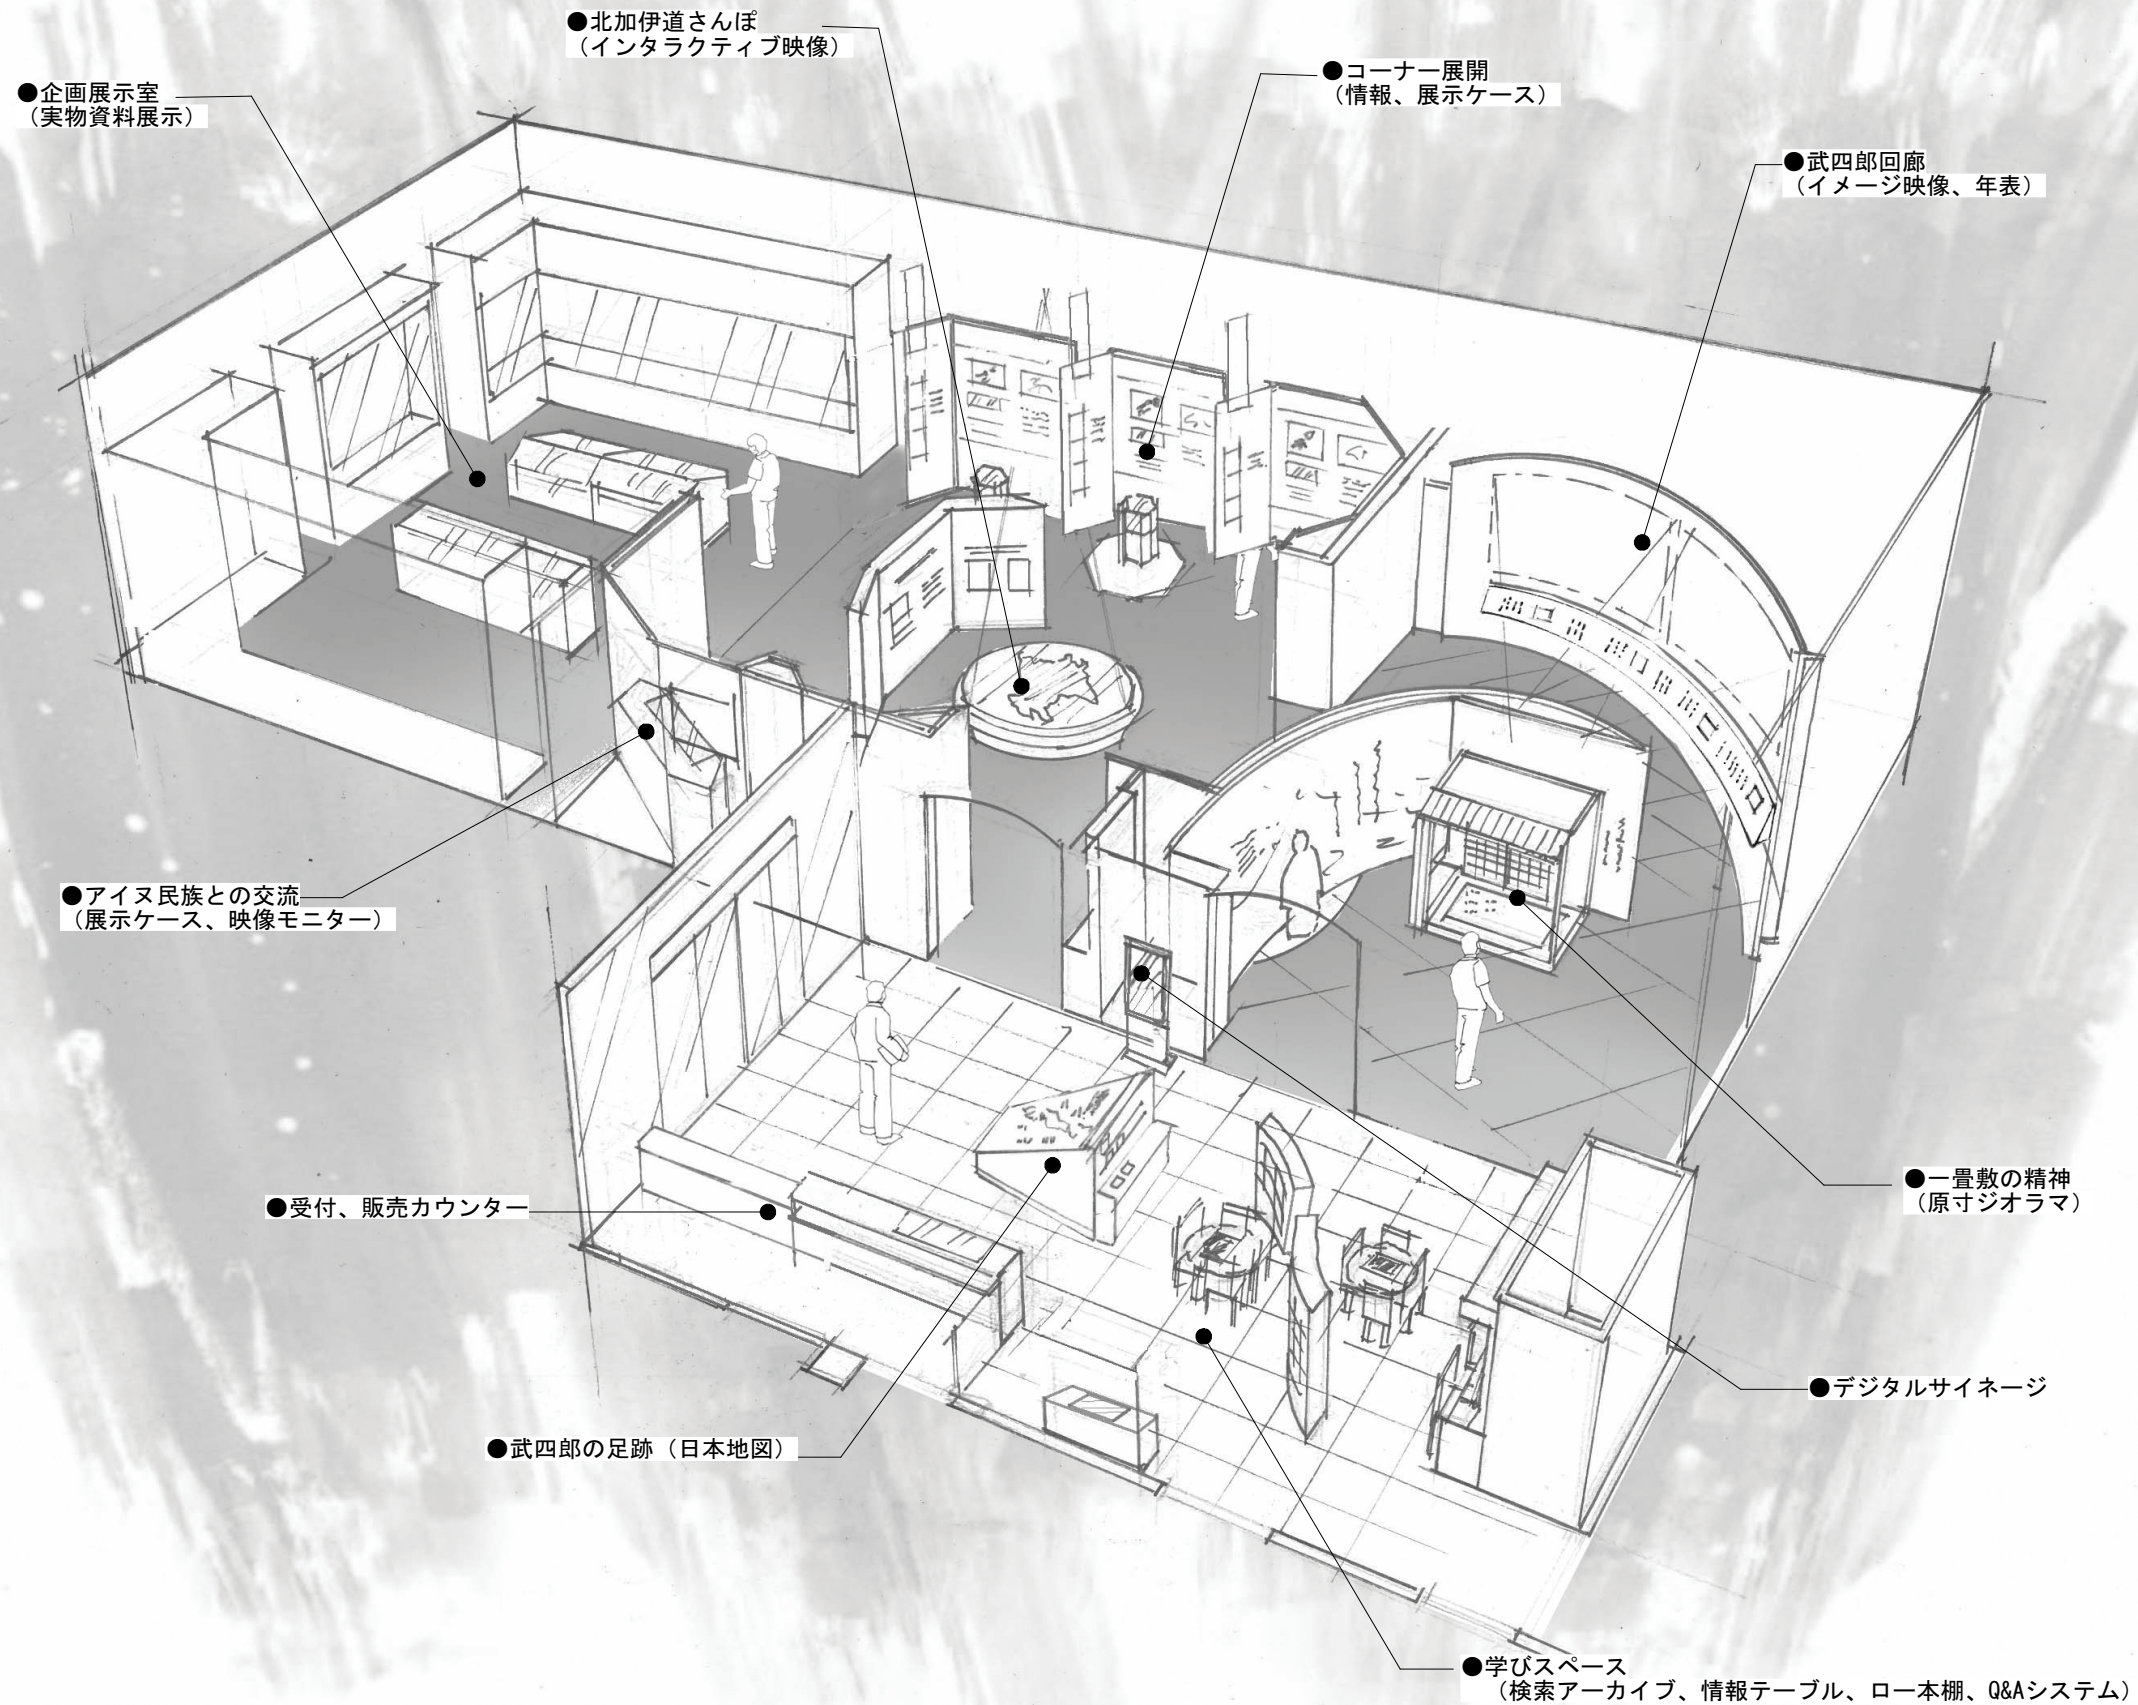 ●北加伊道さんぽ
（インタラクティブ映像）
●コーナー展開
（情報、展示ケース）
●企画展示室
（実物資料展示）
●武四郎回廊
（イメージ映像、年表）
●アイヌ民族との交流
（展示ケース、映像モニター）
●一畳敷の精神
（原寸ジオラマ）
●受付、販売カウンター
●デジタルサイネージ
●武四郎の足跡（日本地図）
●学びスペース
（検索アーカイブ、情報テーブル、ロー本棚、Q&Aシステム）